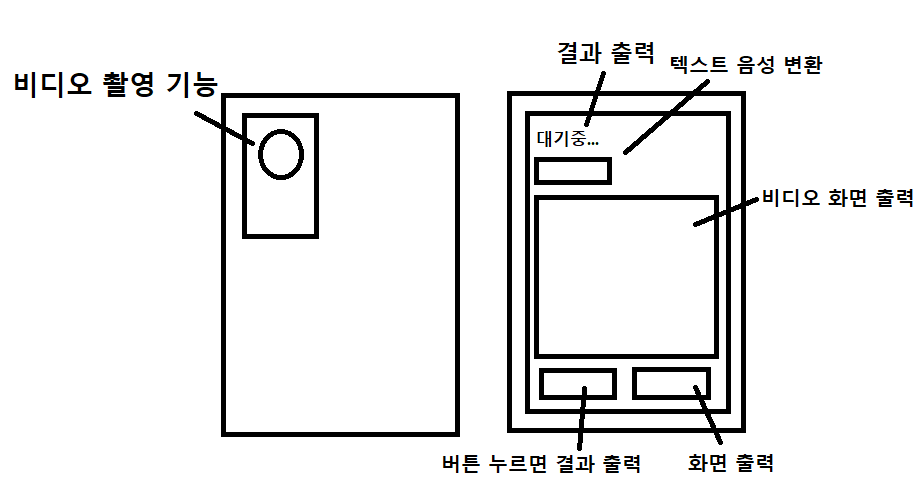 비디오 촬영 기능
결과 출력
텍스트 음성 변환
대기중...
비디오 화면 출력
버튼 누르면 결과 출력
화면 출력